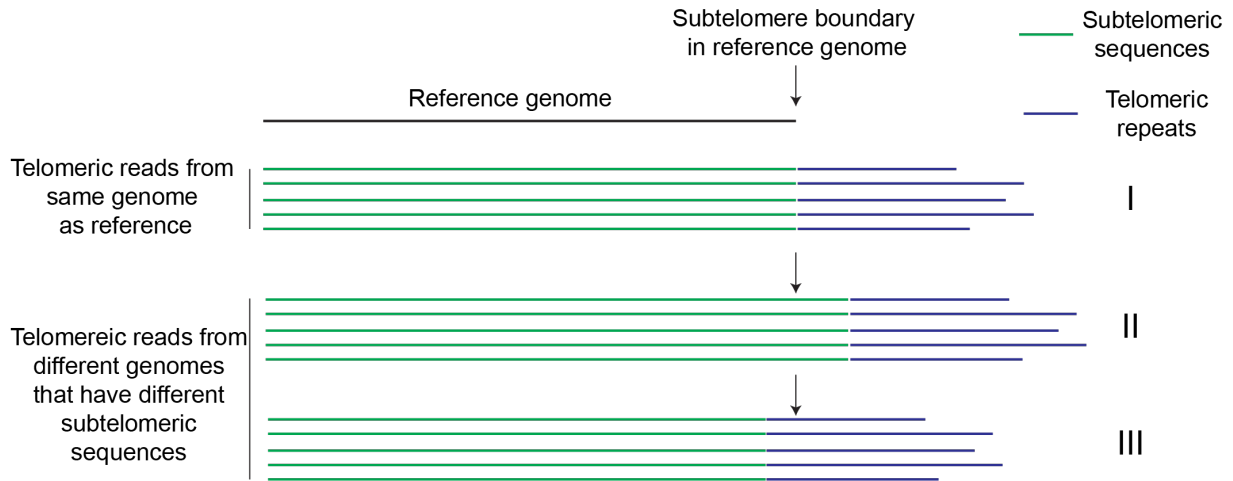 Subtelomere boundary
in reference genome
Subtelomeric
sequences
Reference genome
Telomeric
repeats
Telomeric reads from
same genome
as reference
I
Telomereic reads from
different genomes
that have different
subtelomeric
sequences
II
III